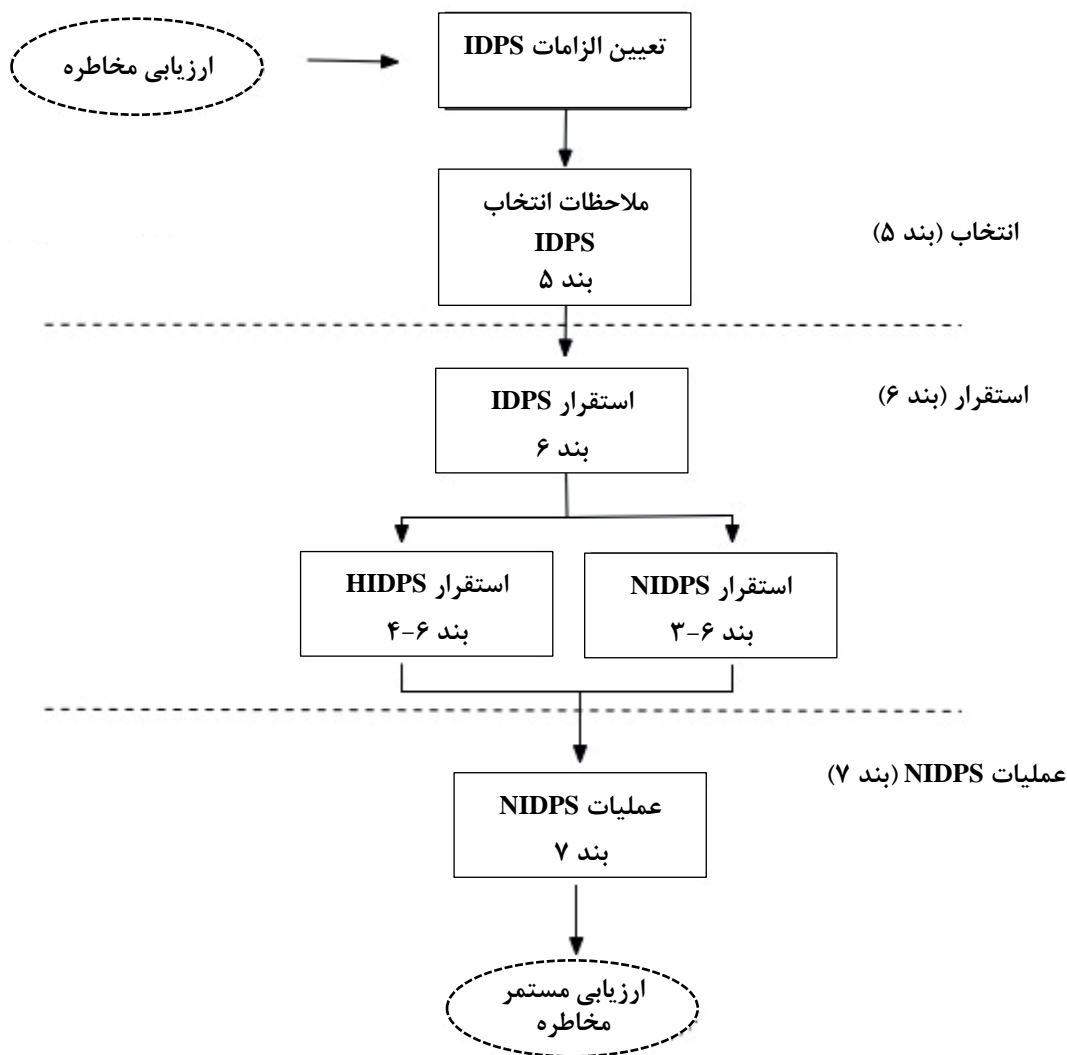 ارزیابی مخاطره
تعیین الزامات IDPS
ملاحظات انتخاب
IDPS
بند ۵
انتخاب (بند ۵)
استقرار IDPS
بند ۶
استقرار (بند ۶)
استقرار NIDPS
بند ۶-۳
استقرار HIDPS
بند ۶-۴
عملیات NIDPS (بند ۷)
عملیات NIDPS
بند ۷
ارزیابی مستمر
مخاطره